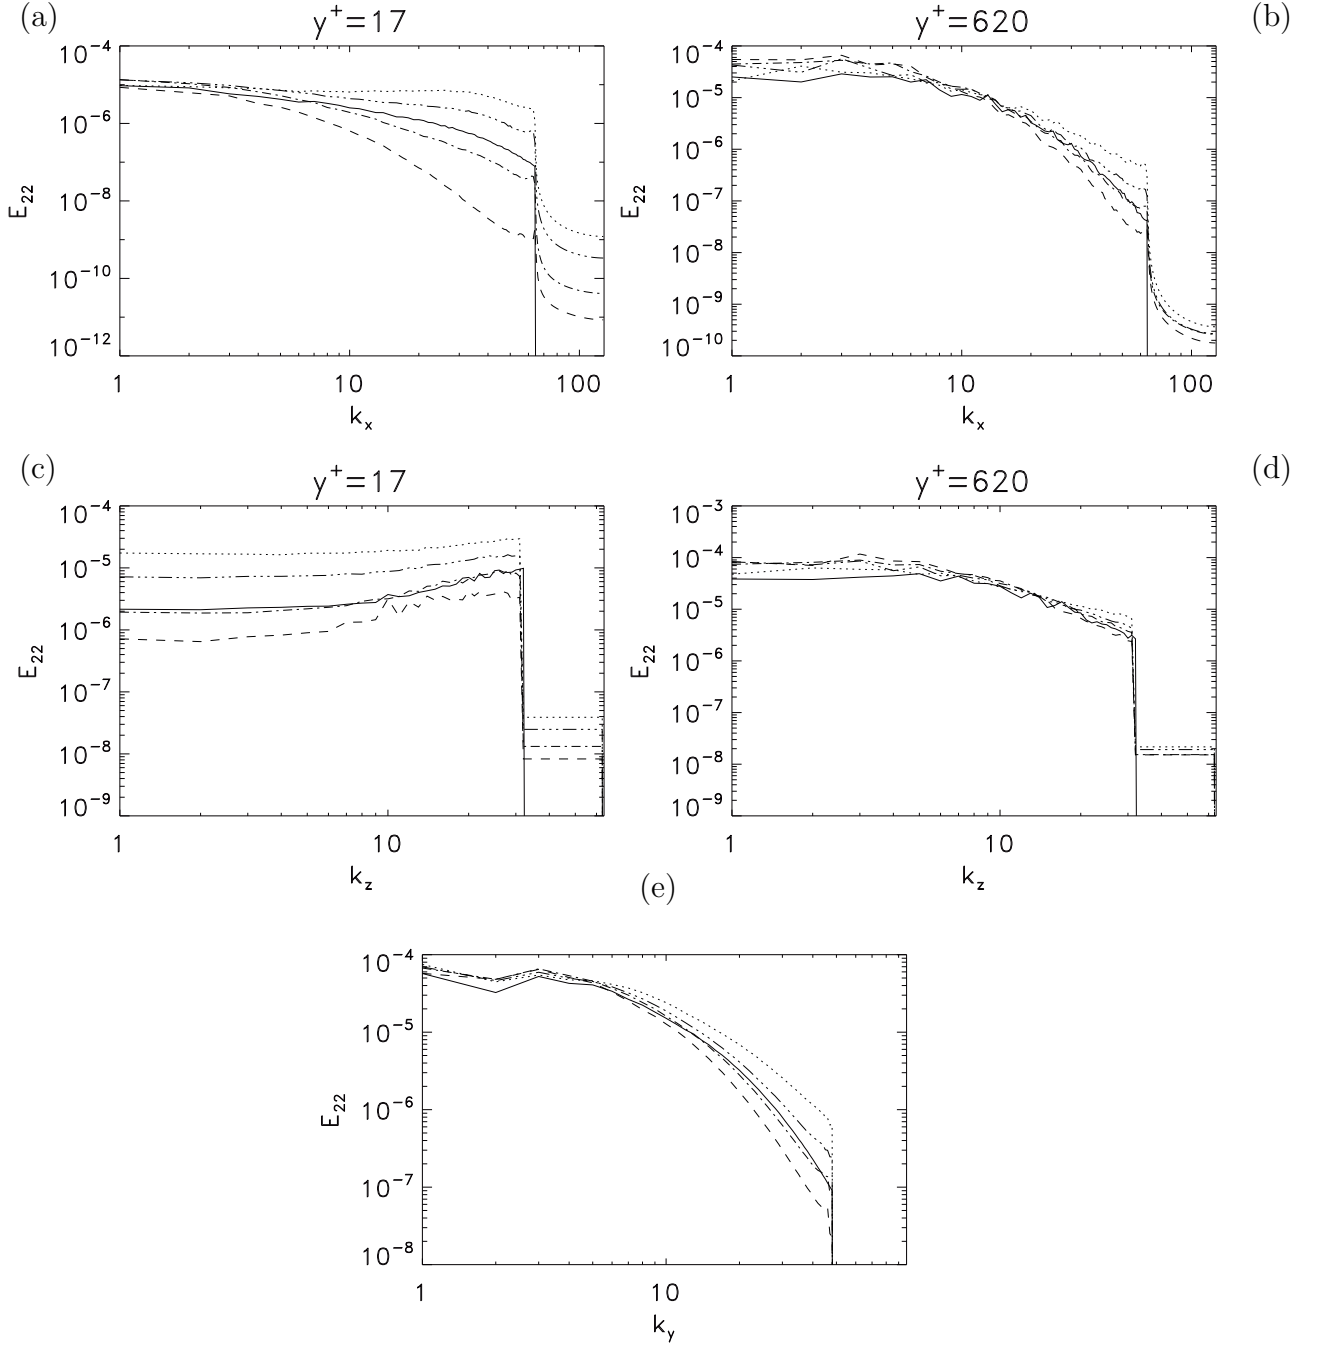 (a) y⁺=17
y⁺=620 (b)
10⁻⁴
10⁻⁶
10⁻⁸
10⁻¹⁰
10⁻¹²
E₂₂
1 10 100
kₓ
10⁻⁴
10⁻⁵
10⁻⁶
10⁻⁷
10⁻⁸
10⁻⁹
10⁻¹⁰
E₂₂
1 10 100
kₓ
(c) y⁺=17
y⁺=620 (d)
10⁻⁴
10⁻⁵
10⁻⁶
10⁻⁷
10⁻⁸
10⁻⁹
E₂₂
1 10
k_z
10⁻³
10⁻⁴
10⁻⁵
10⁻⁶
10⁻⁷
10⁻⁸
10⁻⁹
E₂₂
1 10
k_z
(e)
10⁻⁴
10⁻⁵
10⁻⁶
10⁻⁷
10⁻⁸
E₂₂
1 10
k_y